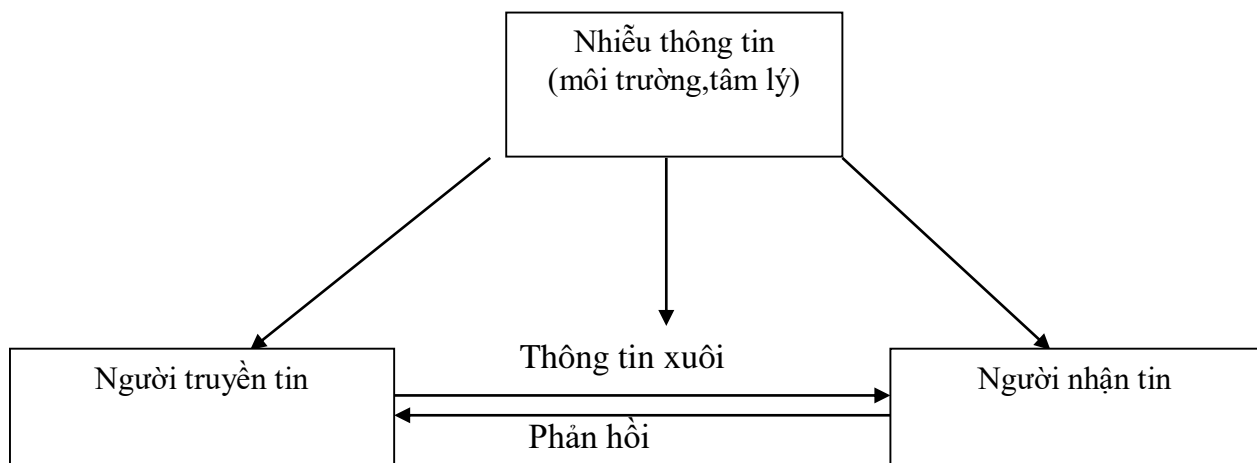 Nhiễu thông tin
(môi trường,tâm lý)
Thông tin xuôi
Người truyền tin
Người nhận tin
Phản hồi